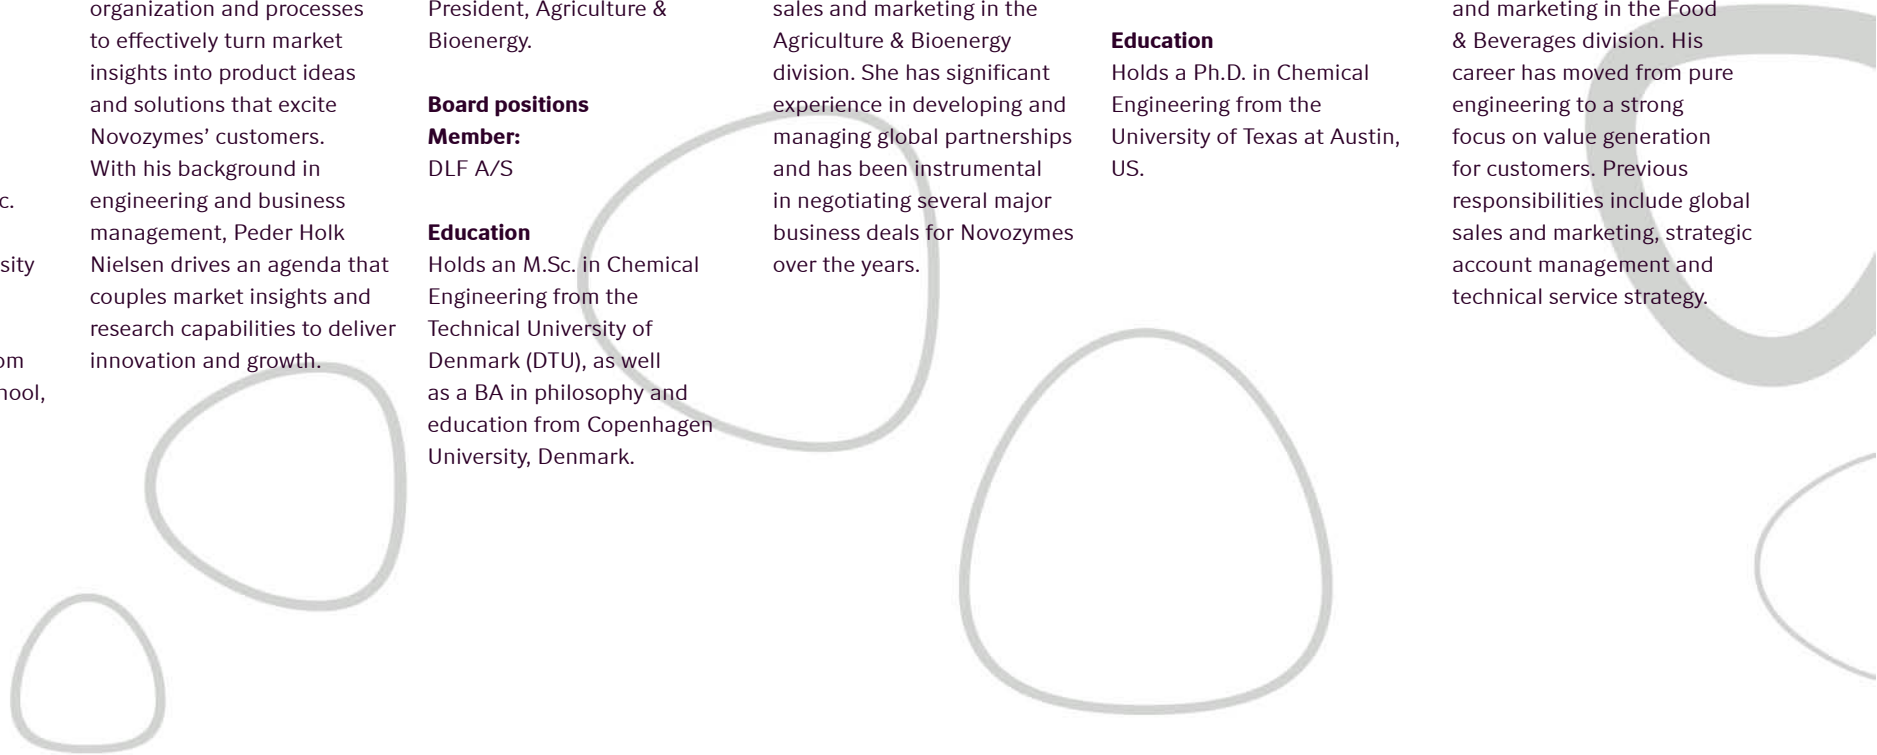 c.
sity
om
hool,
organization and processes
to effectively turn market
insights into product ideas
and solutions that excite
Novozymes’ customers.
With his background in
engineering and business
management, Peder Holk
Nielsen drives an agenda that
couples market insights and
research capabilities to deliver
innovation and growth.
President, Agriculture &
Bioenergy.
Board positions
Member:
DLF A/S
Education
Holds an M.Sc. in Chemical
Engineering from the
Technical University of
Denmark (DTU), as well
as a BA in philosophy and
education from Copenhagen
University, Denmark.
sales and marketing in the
Agriculture & Bioenergy
division. She has significant
experience in developing and
managing global partnerships
and has been instrumental
in negotiating several major
business deals for Novozymes
over the years.
Education
Holds a Ph.D. in Chemical
Engineering from the
University of Texas at Austin,
US.
and marketing in the Food
& Beverages division. His
career has moved from pure
engineering to a strong
focus on value generation
for customers. Previous
responsibilities include global
sales and marketing, strategic
account management and
technical service strategy.